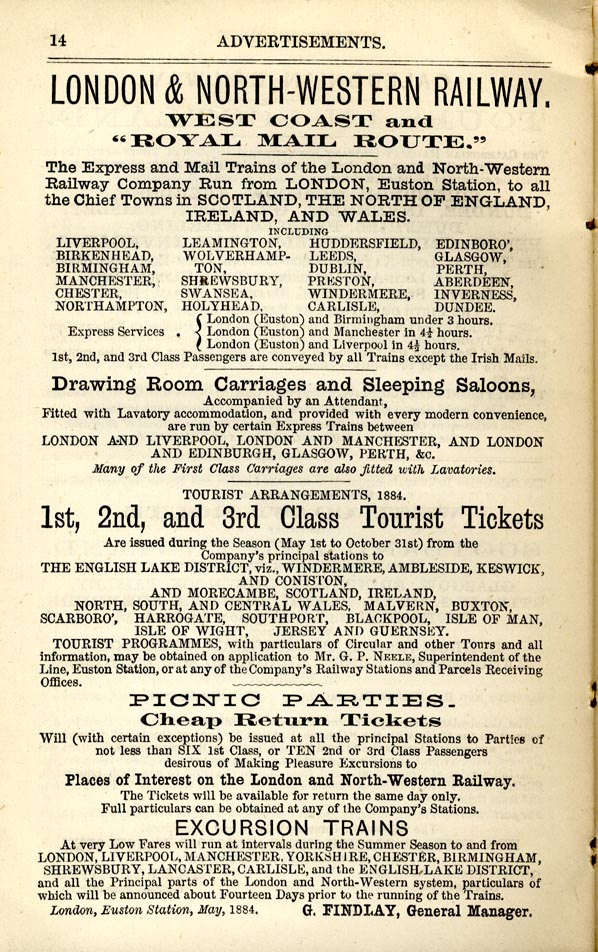 14 ADVERTISEMENTS.
LONDON & NORTH-WESTERN RAILWAY.
WEST COAST and
“ROYAL MAIL ROUTE.”
The Express and Mail Trains of the London and North-Western
Railway Company Run from LONDON, Euston Station, to all
the Chief Towns in SCOTLAND, THE NORTH OF ENGLAND,
IRELAND, AND WALES.
INCLUDING
LIVERPOOL, LEAMINGTON, HUDDERSFIELD, EDINBORO’,
BIRKENHEAD, WOLVERHAMP- LEEDS, GLASGOW,
BIRMINGHAM, TON, DUBLIN, PERTH,
MANCHESTER, SHREWSBURY, PRESTON, ABERDEEN,
CHESTER, SWANSEA, WINDERMERE, INVERNESS,
NORTHAMPTON, HOLYHEAD, CARLISLE, DUNDEE.
London (Euston) and Birmingham under 3 hours.
Express Services . London (Euston) and Manchester in 4¼ hours.
London (Euston) and Liverpool in 4½ hours.
1st, 2nd, and 3rd Class Passengers are conveyed by all Trains except the Irish Mails.
Drawing Room Carriages and Sleeping Saloons,
Accompanied by an Attendant,
Fitted with Lavatory accommodation, and provided with every modern convenience,
are run by certain Express Trains between
LONDON AND LIVERPOOL, LONDON AND MANCHESTER, AND LONDON
AND EDINBURGH, GLASGOW, PERTH, &c.
Many of the First Class Carriages are also fitted with Lavatories.
TOURIST ARRANGEMENTS, 1884.
1st, 2nd, and 3rd Class Tourist Tickets
Are issued during the Season (May 1st to October 31st) from the
Company’s principal stations to
THE ENGLISH LAKE DISTRICT, viz., WINDERMERE, AMBLESIDE, KESWICK,
AND CONISTON,
AND MORECAMBE, SCOTLAND, IRELAND,
NORTH, SOUTH, AND CENTRAL WALES, MALVERN, BUXTON,
SCARBORO’, HARROGATE, SOUTHPORT, BLACKPOOL, ISLE OF MAN,
ISLE OF WIGHT, JERSEY AND GUERNSEY.
TOURIST PROGRAMMES, with particulars of Circular and other Tours and all
information, may be obtained on application to Mr. G. P. NEELE, Superintendent of the
Line, Euston Station, or at any of the Company’s Railway Stations and Parcels Receiving
Offices.
PICNIC PARTIES.
Cheap Return Tickets
Will (with certain exceptions) be issued at all the principal Stations to Parties of
not less than SIX 1st Class, or TEN 2nd or 3rd Class Passengers
desirous of Making Pleasure Excursions to
Places of Interest on the London and North-Western Railway.
The Tickets will be available for return the same day only.
Full particulars can be obtained at any of the Company’s Stations.
EXCURSION TRAINS
At very Low Fares will run at intervals during the Summer Season to and from
LONDON, LIVERPOOL, MANCHESTER, YORKSHIRE, CHESTER, BIRMINGHAM,
SHREWSBURY, LANCASTER, CARLISLE, and the ENGLISH LAKE DISTRICT,
and all the Principal parts of the London and North-Western system, particulars of
which will be announced about Fourteen Days prior to the running of the Trains.
London, Euston Station, May, 1884. G. FINDLAY, General Manager.